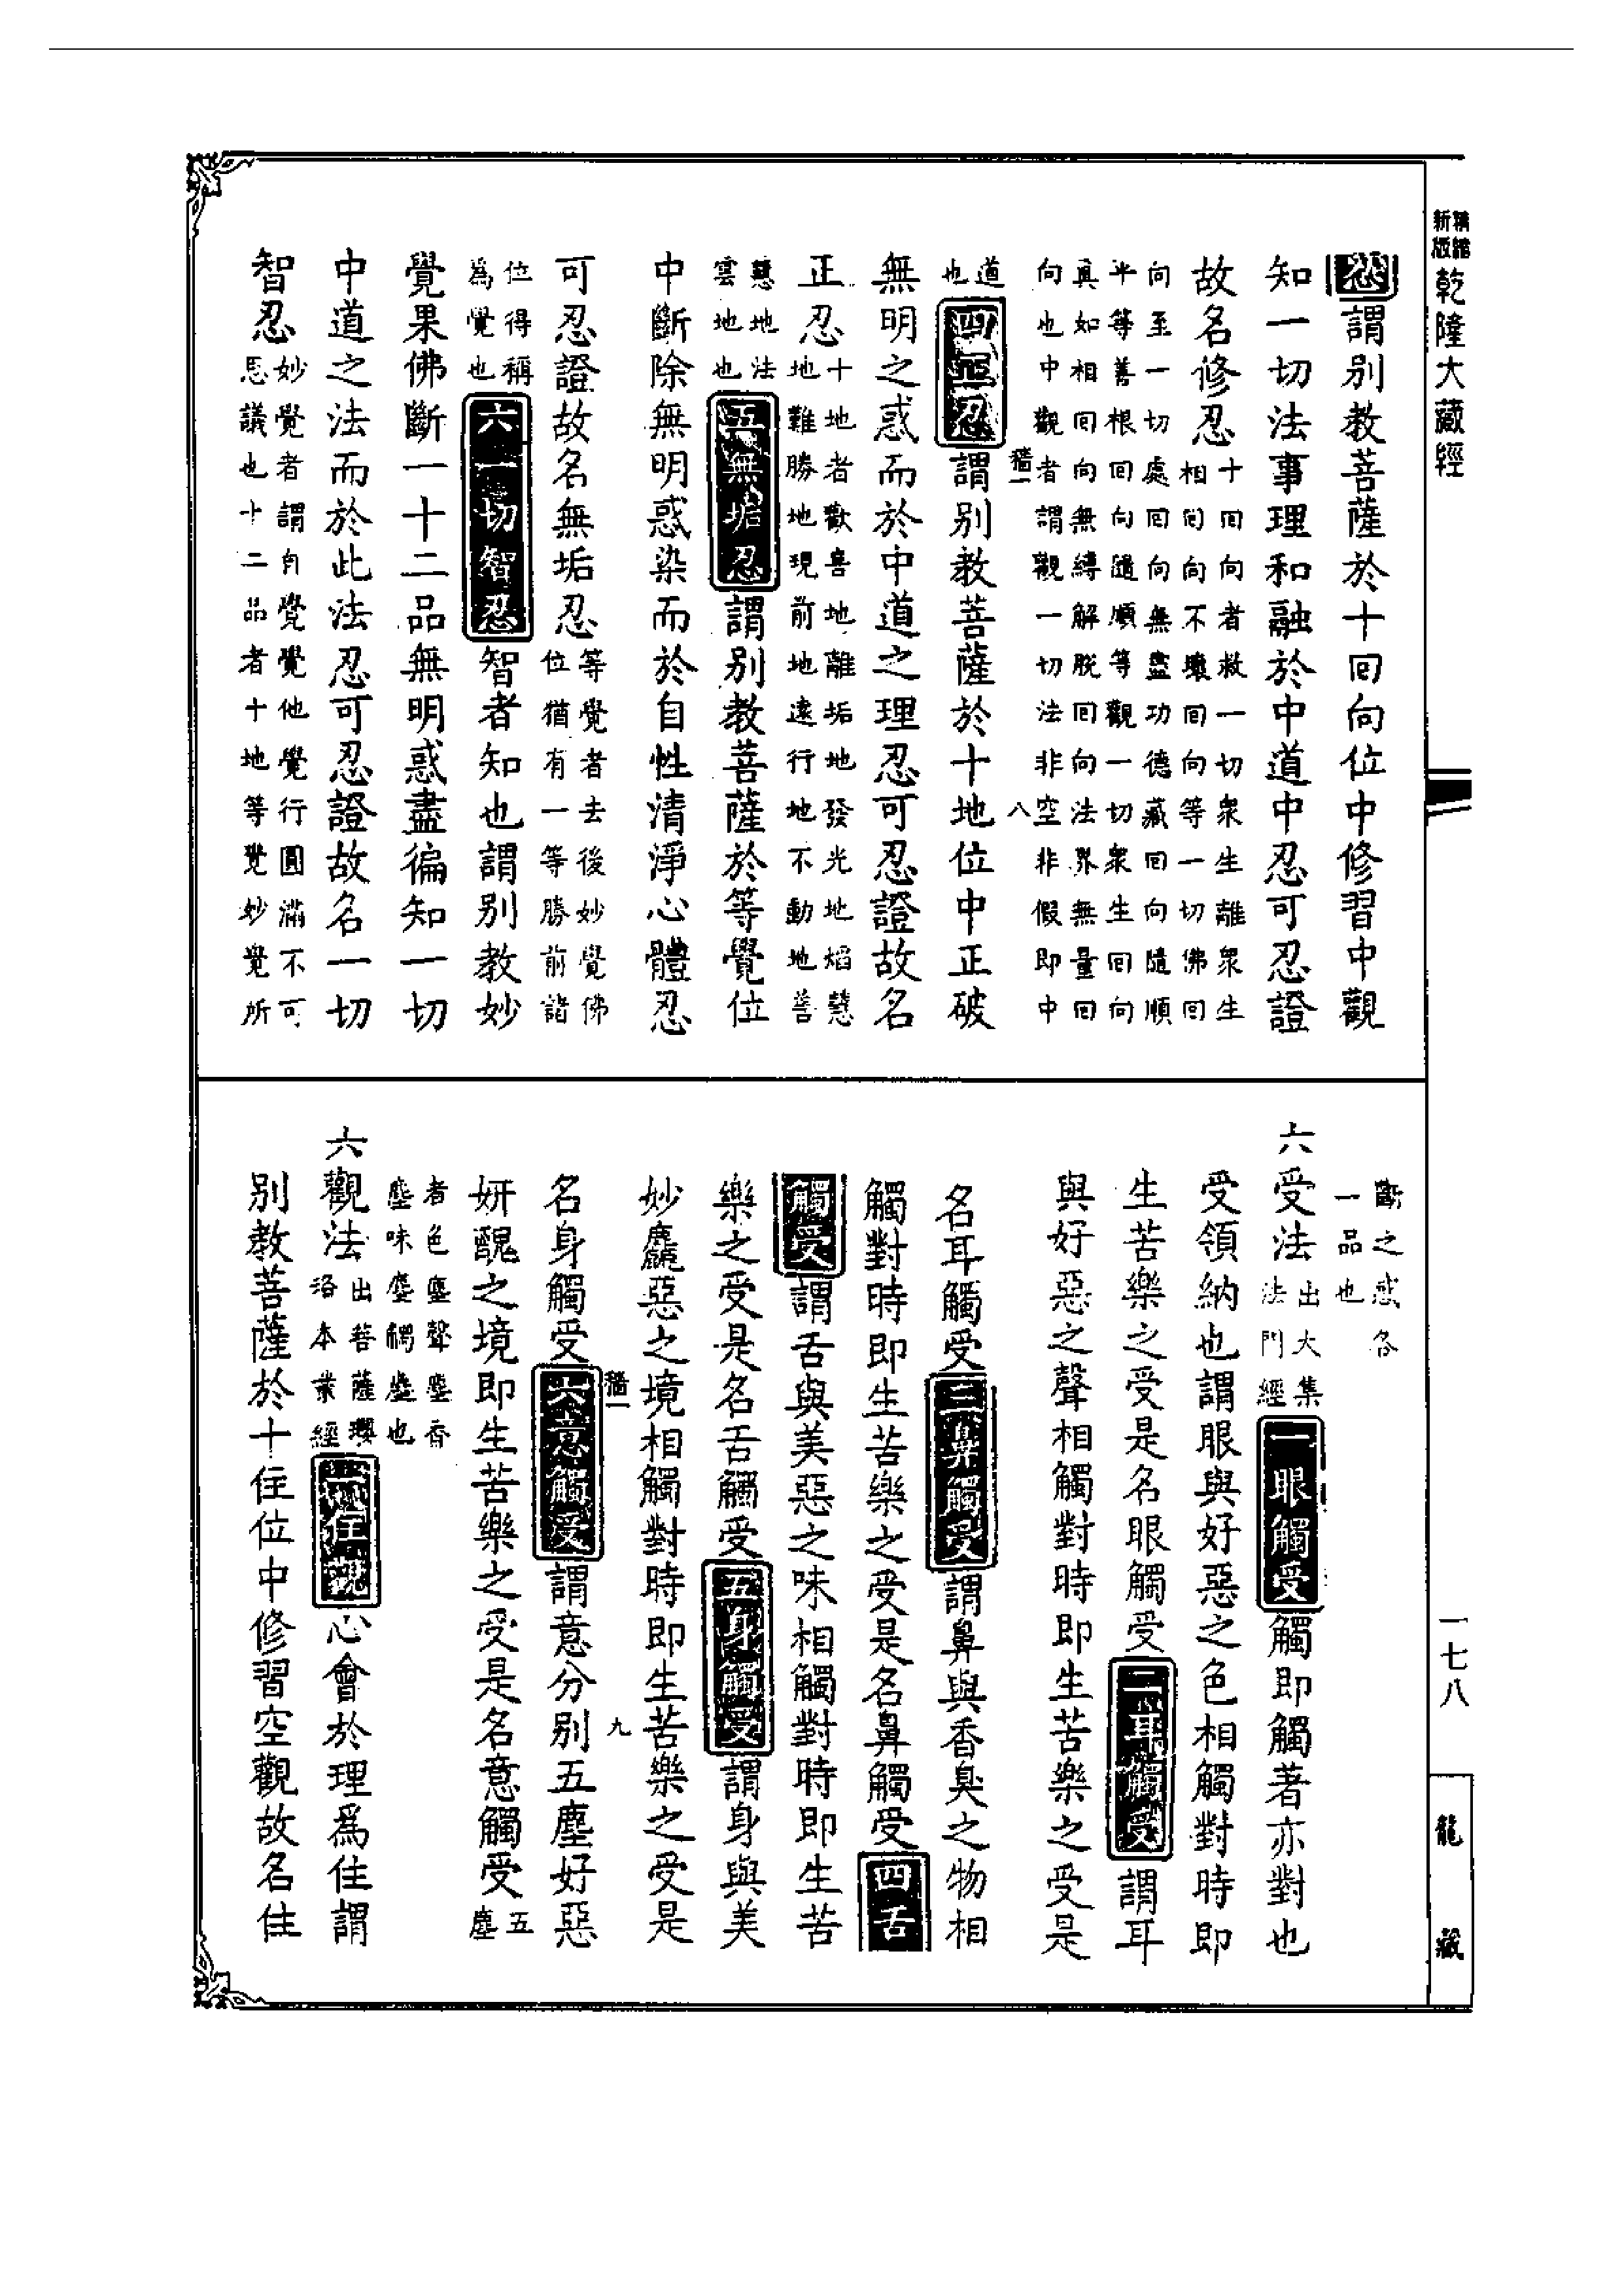 新版
精縮
乾隆大藏經
忍謂別教菩薩於十回向位中修習中觀
知一切法事理和融於中道中忍可忍證
故名修忍十回向者救一切衆生離衆生
相回向不壞回向等一切佛回
向至一切處回向無盡功德藏回向隨順
平等善根回向隨順等觀一切衆生回向
真如相回向無縛解脫回向法界無量回
向也中觀者謂觀一切法非空非假即中
道
也四正忍謂別教菩薩於十地位中正破
無明之惑而於中道之理忍可忍證故名
正忍十地者歡喜地離垢地發光地焰慧
地難勝地現前地遠行地不動地善
慧地法
雲地也五無垢忍謂別教菩薩於等覺位
中斷除無明惑染而於自性清淨心體忍
可忍證故名無垢忍等覺者去後妙覺佛
位猶有一等勝前諸
位得稱
爲覺也六一切智忍智者知也謂別教妙
覺果佛斷一十二品無明惑盡徧知一切
中道之法而於此法忍可忍證故名一切
智忍妙覺者謂自覺覺他覺行圓滿不可
思議也十二品者十地等覺妙覺所
斷之惑各
一品也
六受法出大集
法門經一眼觸受觸即觸著亦對也
受領納也謂眼與好惡之色相觸對時即
生苦樂之受是名眼觸受二耳觸受謂耳
與好惡之聲相觸對時即生苦樂之受是
名耳觸受三鼻觸受謂鼻與香臭之物相
觸對時即生苦樂之受是名鼻觸受四舌
觸受謂舌與美惡之味相觸對時即生苦
樂之受是名舌觸受五身觸受謂身與美
妙麤惡之境相觸對時即生苦樂之受是
名身觸受六意觸受謂意分別五塵好惡
妍醜之境即生苦樂之受是名意觸受五
塵
者色塵聲塵香
塵味塵觸塵也
六觀法出菩薩瓔
洛本業經一住觀心會於理爲住謂
別教菩薩於十住位中修習空觀故名住
八
九
一七八
龍藏